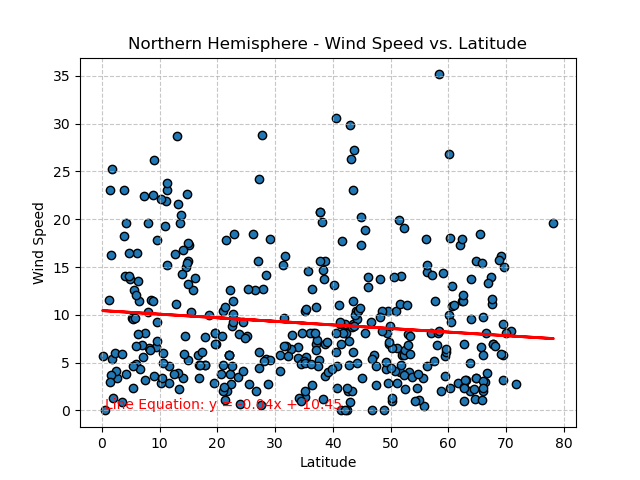 Northern Hemisphere - Wind Speed vs. Latitude
Wind Speed
35
30
25
20
15
10
5
0
Line Equation: y = -0.04x + 10.45
0 10 20 30 40 50 60 70 80
Latitude